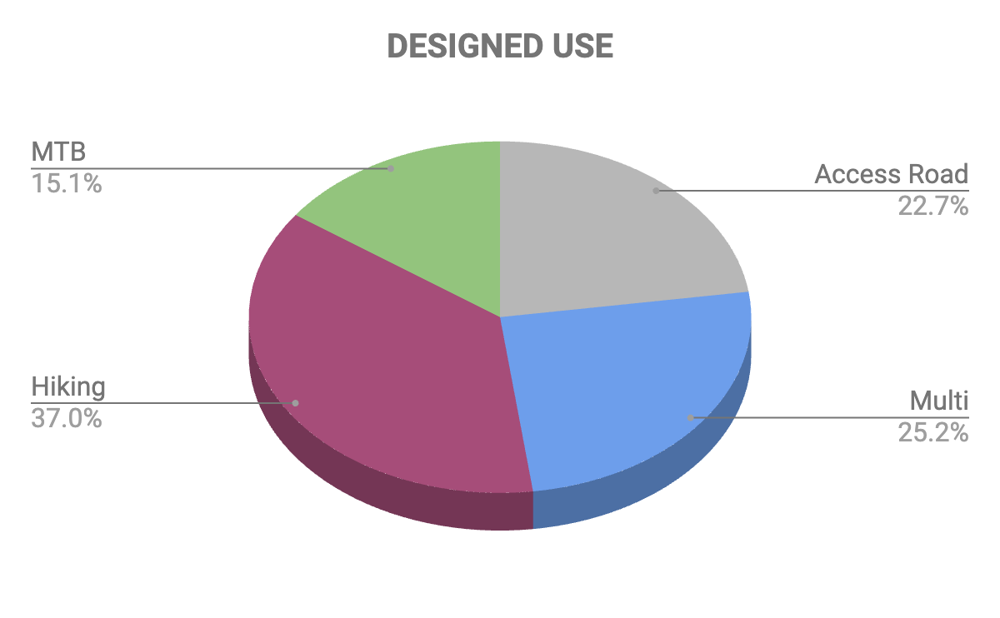 DESIGNED USE
MTB
15.1%
Access Road
22.7%
Hiking
37.0%
Multi
25.2%